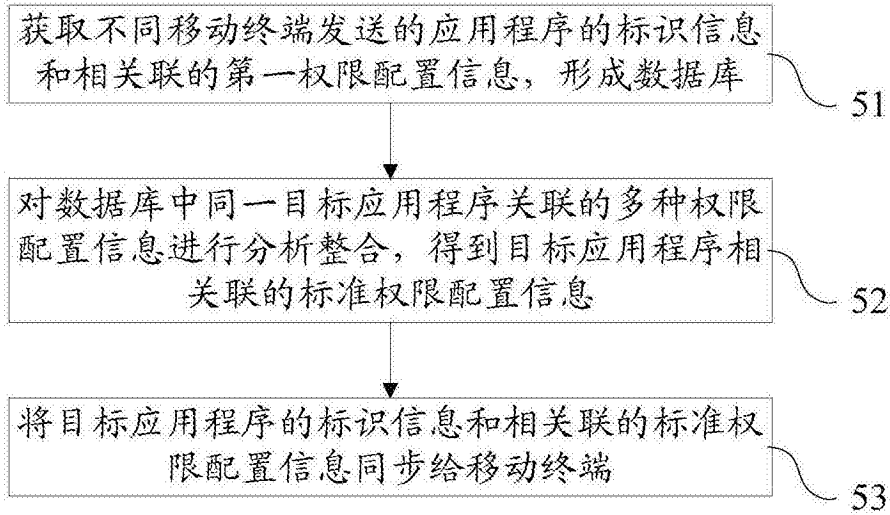 获取不同移动终端发送的应用程序的标识信息
和相关联的第一权限配置信息，形成数据库
51
对数据库中同一目标应用程序关联的多种权限
配置信息进行分析整合，得到目标应用程序相
关联的标准权限配置信息
52
将目标应用程序的标识信息和相关联的标准权
限配置信息同步给移动终端
53